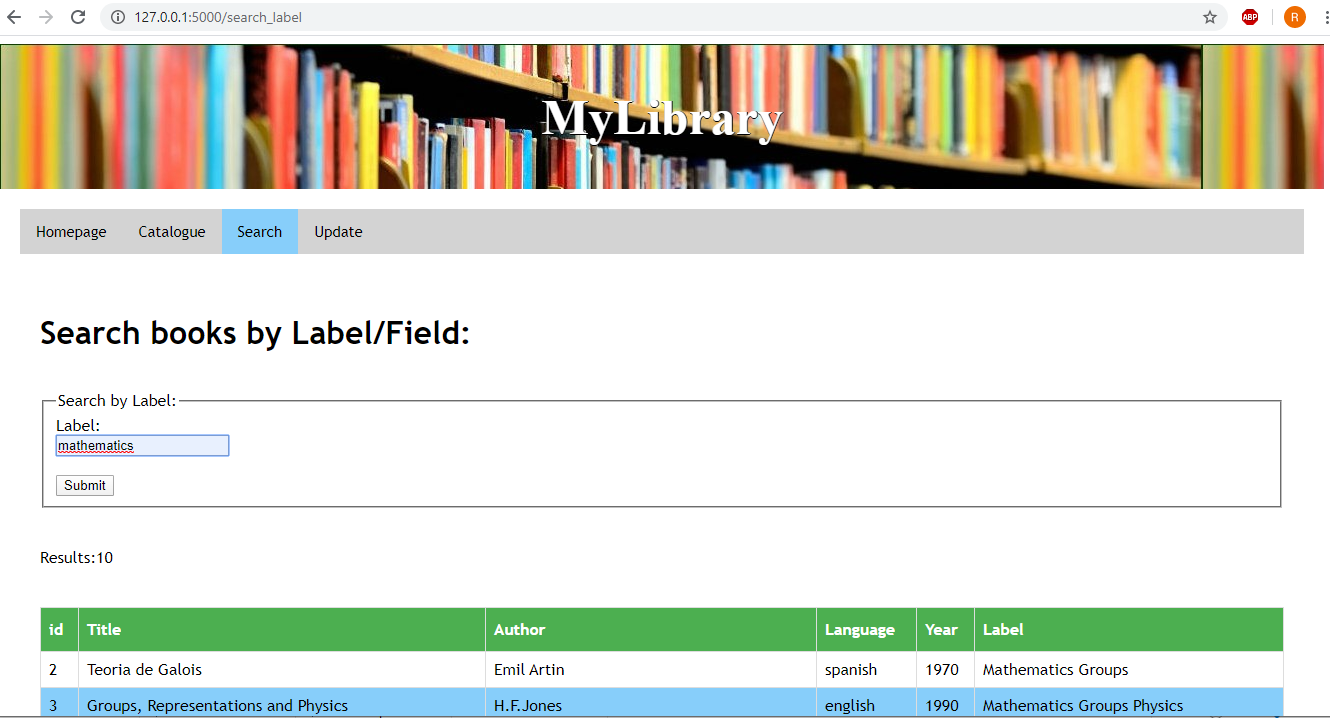 127.0.0.1:5000/search_label
ABP
R
MyLibrary
Homepage Catalogue Search Update
Search books by Label/Field:
Search by Label:
Label:
mathematics
Submit
Results:10
id Title Author Language Year Label
2 Teoria de Galois Emil Artin spanish 1970 Mathematics Groups
3 Groups, Representations and Physics H.F.Jones english 1990 Mathematics Groups Physics